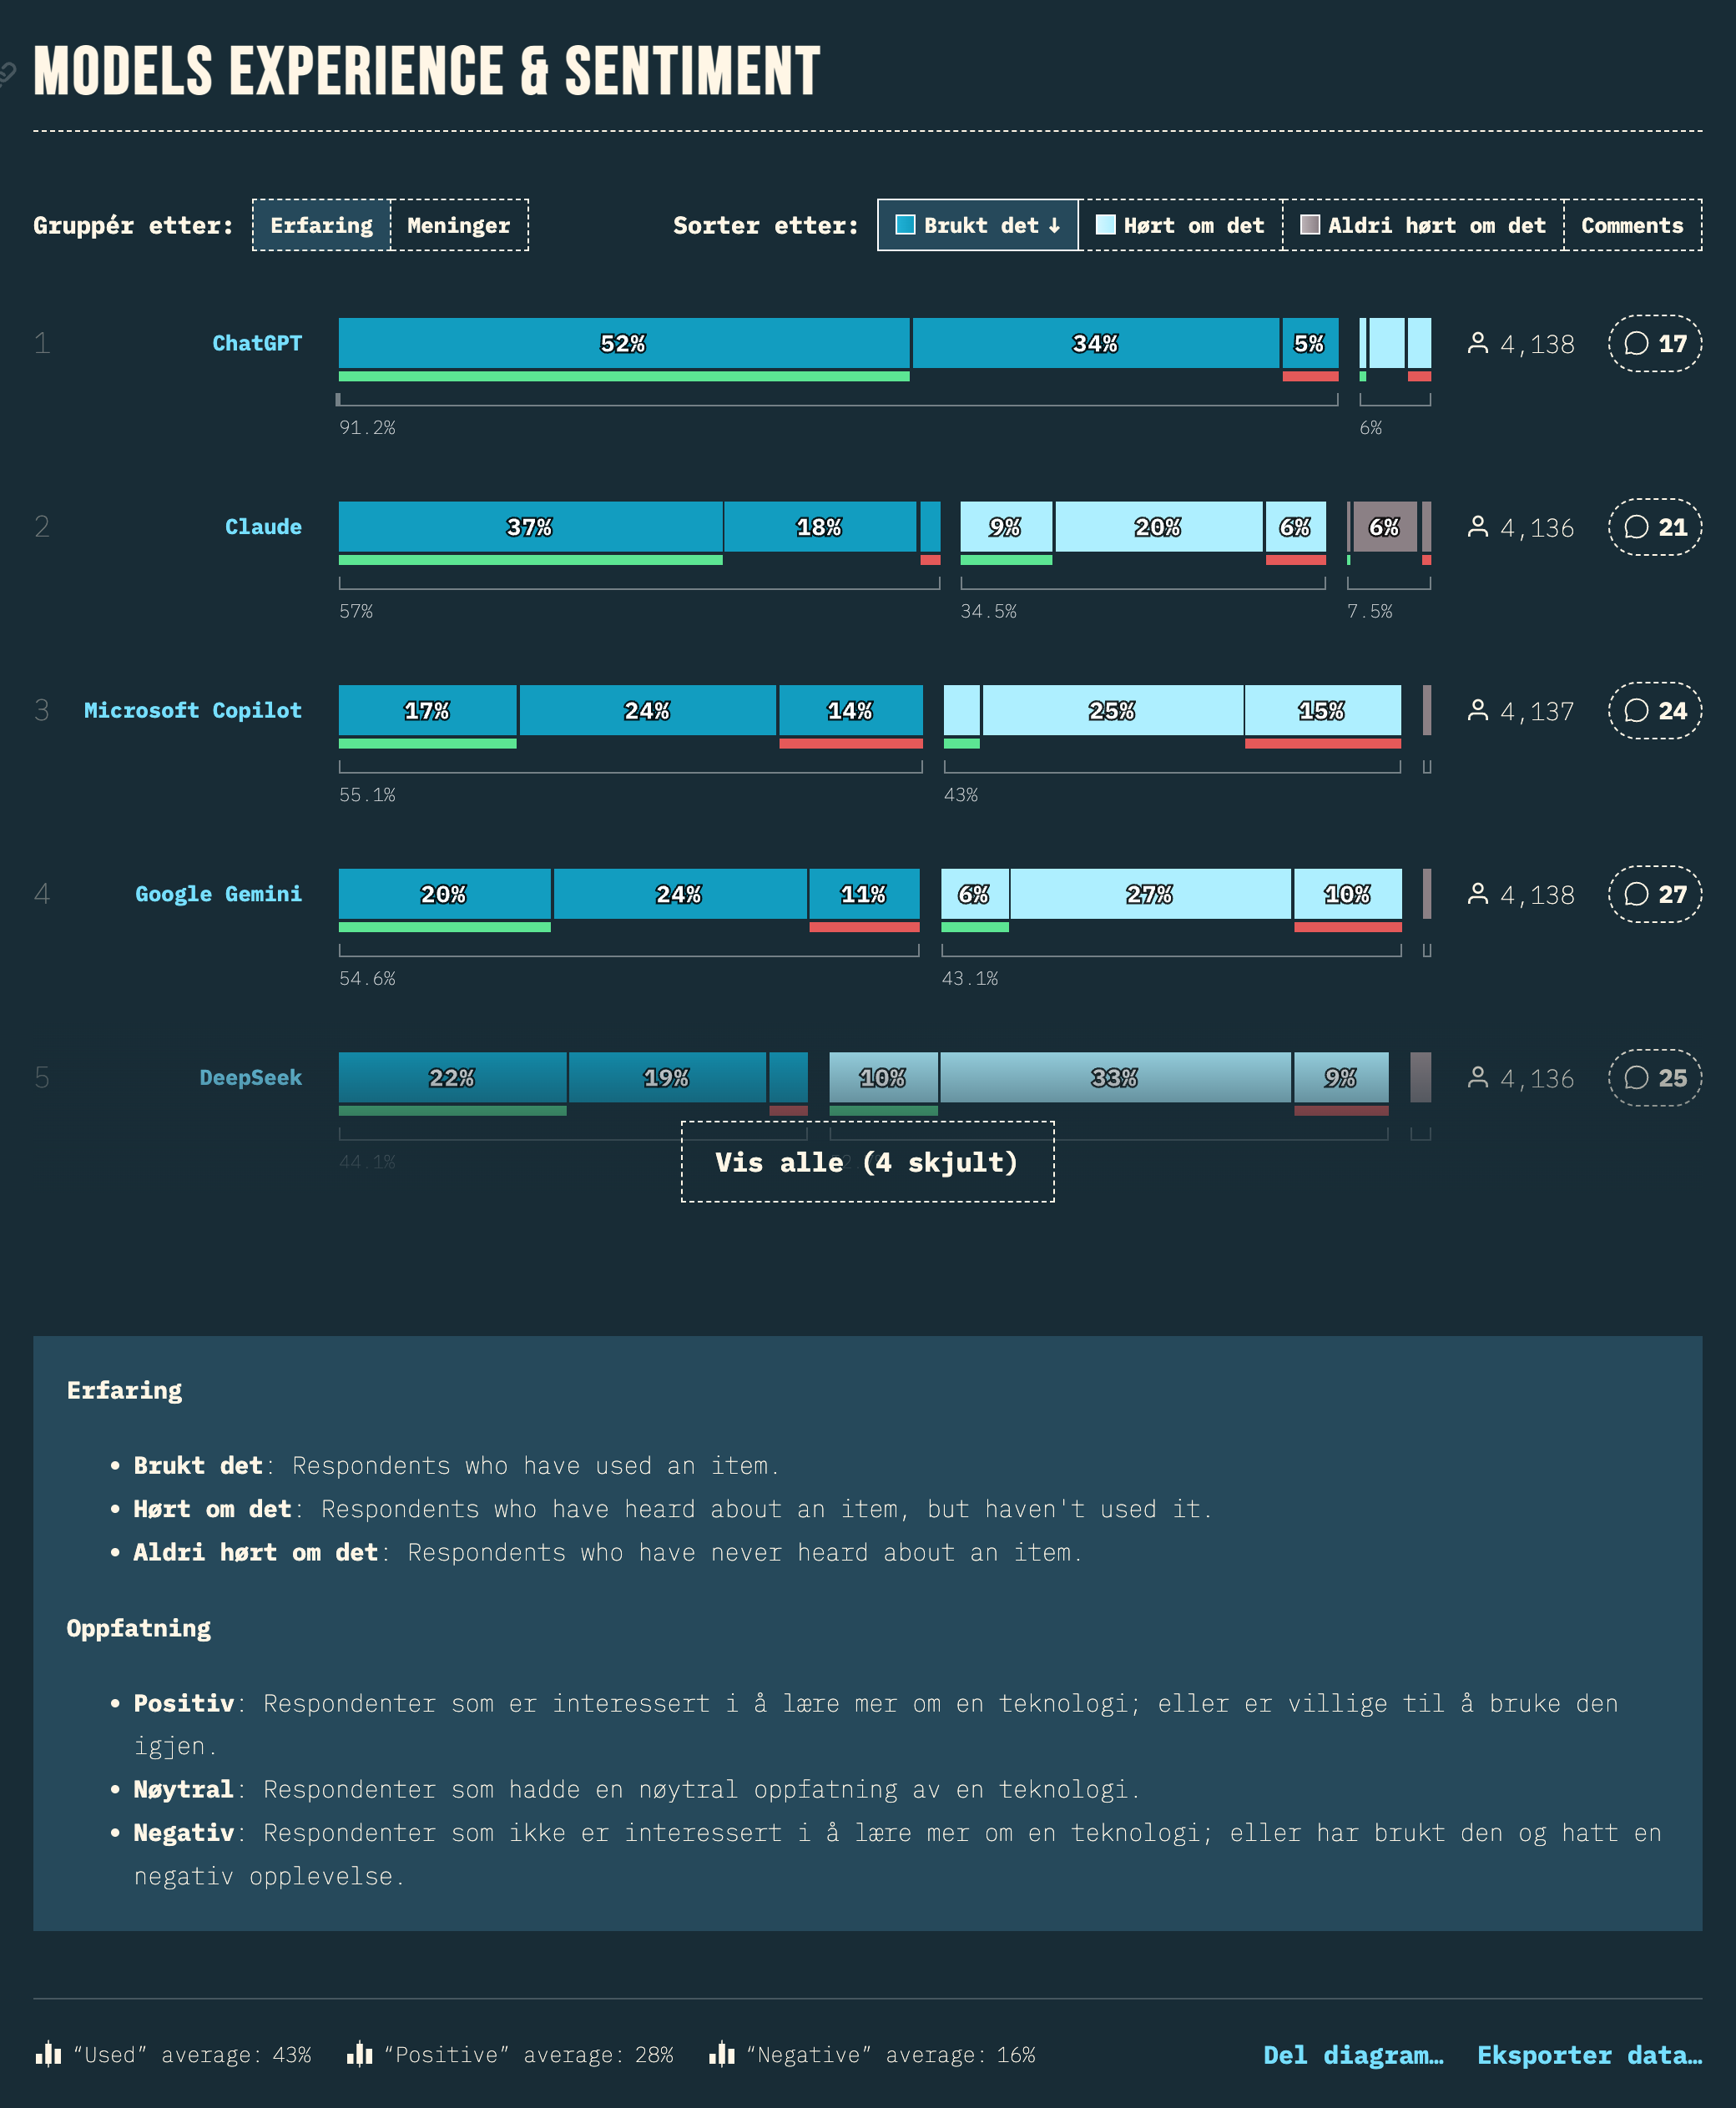 MODELS EXPERIENCE & SENTIMENT
Gruppér etter: Erfaring Meninger Sorter etter: Brukt det ↓ Hørt om det Aldri hørt om det Comments
1 ChatGPT 52% 34% 5% 4,138 17
91.2% 6%
2 Claude 37% 18% 9% 20% 6% 6% 4,136 21
57% 34.5% 7.5%
3 Microsoft Copilot 17% 24% 14% 25% 15% 4,137 24
55.1% 43%
4 Google Gemini 20% 24% 11% 6% 27% 10% 4,138 27
54.6% 43.1%
5 DeepSeek 22% 19% 10% 33% 9% 4,136 25
44.1%
Vis alle (4 skjult)
Erfaring
• Brukt det: Respondents who have used an item.
• Hørt om det: Respondents who have heard about an item, but haven't used it.
• Aldri hørt om det: Respondents who have never heard about an item.
Oppfatning
• Positiv: Respondenter som er interessert i å lære mer om en teknologi; eller er villige til å bruke den
igjen.
• Nøytral: Respondenter som hadde en nøytral oppfatning av en teknologi.
• Negativ: Respondenter som ikke er interessert i å lære mer om en teknologi; eller har brukt den og hatt en
negativ opplevelse.
“Used” average: 43% “Positive” average: 28% “Negative” average: 16% Del diagram… Eksporter data…